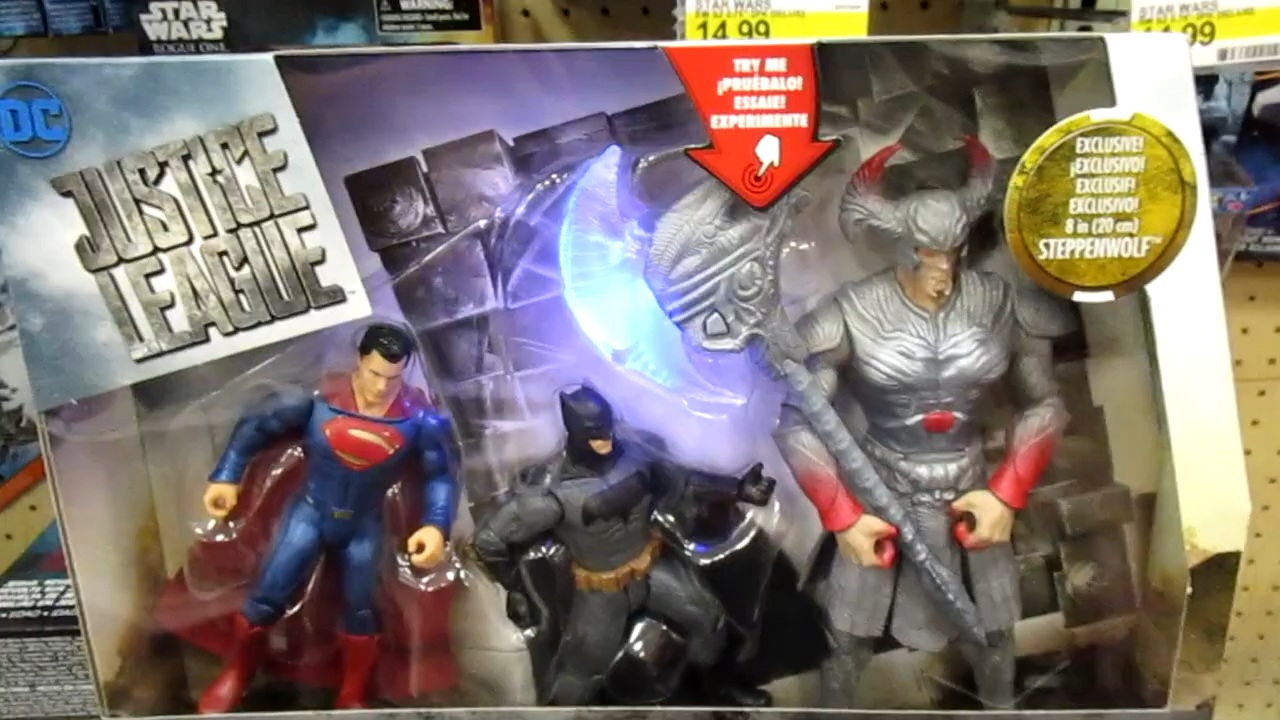 STAR
WARS
ROGUE ONE
WARNING:
STAR WARS
14.99
STAR WARS
14.99
DC
JUSTICE
LEAGUE
TRY ME
¡PRUÉBALO!
ESSAIE!
EXPERIMENTE
EXCLUSIVE!
¡EXCLUSIVO!
EXCLUSIF!
EXCLUSIVO!
8 in (20 cm)
STEPPENWOLF™